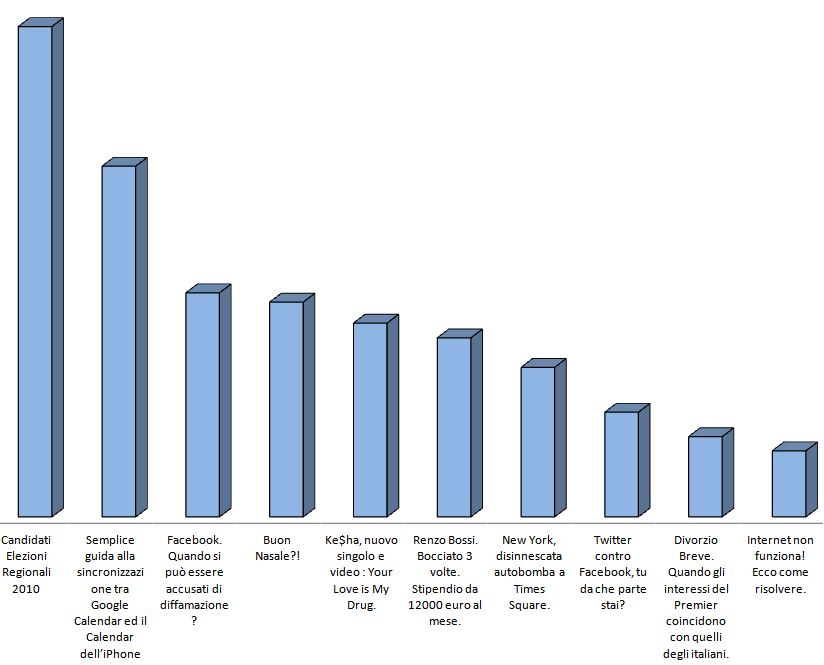 Candidati
Elezioni
Regionali
2010
Semplice
guida alla
sincronizzazi
one tra
Google
Calendar ed il
Calendar
dell'iPhone
Facebook.
Quando si
può essere
accusati di
diffamazione
?
Buon
Nasale?!
Ke$ha, nuovo
singolo e
video : Your
Love is My
Drug.
Renzo Bossi.
Bocciato 3
volte.
Stipendio da
12000 euro al
mese.
New York,
disinnescata
autobomba a
Times
Square.
Twitter
contro
Facebook, tu
da che parte
stai?
Divorzio
Breve.
Quando gli
interessi del
Premier
coincidono
con quelli
degli italiani.
Internet non
funziona!
Ecco come
risolvere.